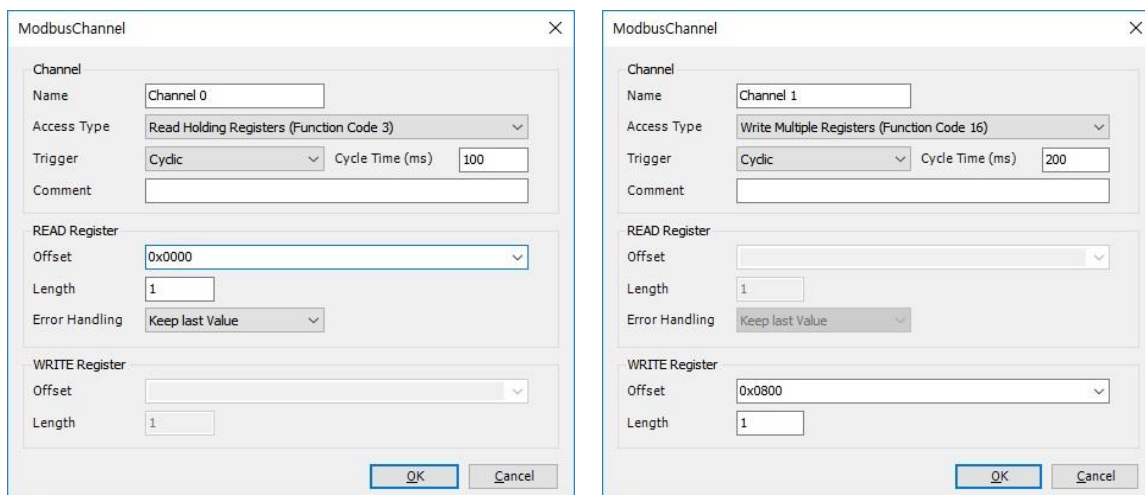 ModbusChannel
Channel
Name Channel 0
Access Type Read Holding Registers (Function Code 3)
Trigger Cyclic Cycle Time (ms) 100
Comment
READ Register
Offset 0x0000
Length 1
Error Handling Keep last Value
WRITE Register
Offset
Length 1
OK Cancel
ModbusChannel
Channel
Name Channel 1
Access Type Write Multiple Registers (Function Code 16)
Trigger Cyclic Cycle Time (ms) 200
Comment
READ Register
Offset
Length 1
Error Handling Keep last Value
WRITE Register
Offset 0x0800
Length 1
OK Cancel